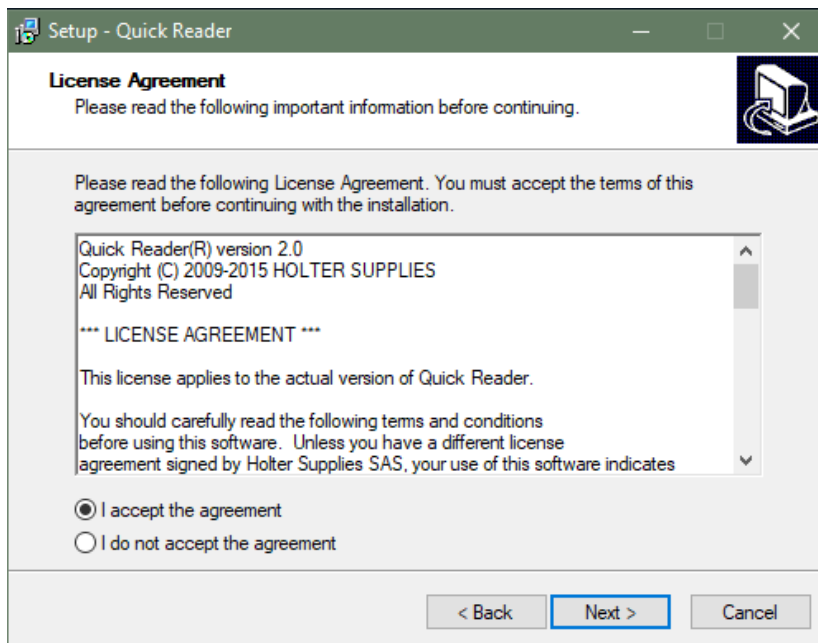 Setup - Quick Reader
License Agreement
Please read the following important information before continuing.
Please read the following License Agreement. You must accept the terms of this
agreement before continuing with the installation.
Quick Reader(R) version 2.0
Copyright (C) 2009-2015 HOLTER SUPPLIES
All Rights Reserved
*** LICENSE AGREEMENT ***
This license applies to the actual version of Quick Reader.
You should carefully read the following terms and conditions
before using this software.  Unless you have a different license
agreement signed by Holter Supplies SAS, your use of this software indicates
I accept the agreement
I do not accept the agreement
< Back
Next >
Cancel